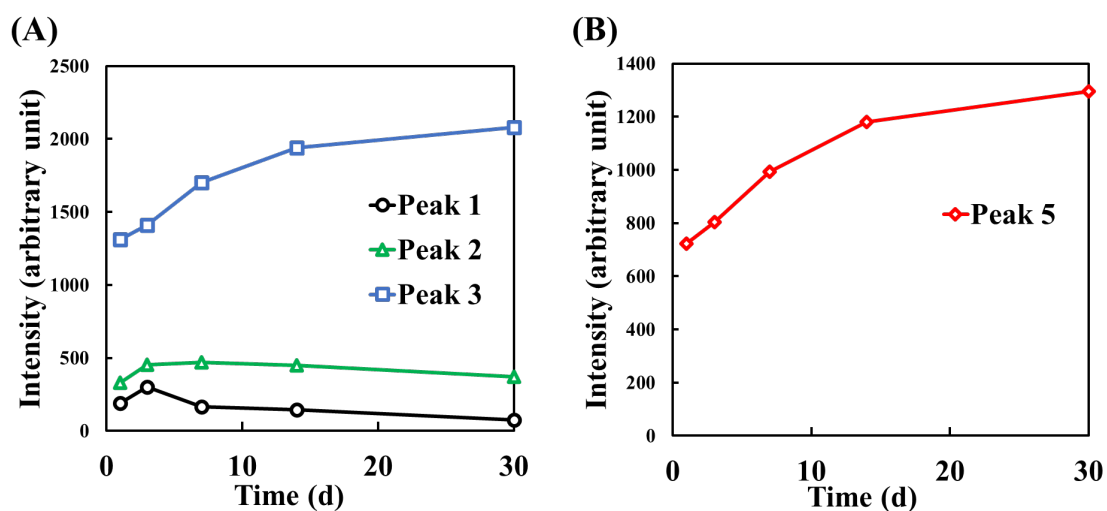 (A)
Intensity (arbitrary unit)
2500
2000
1500
1000
500
0
0 10 20 30
Time (d)
Peak 1
Peak 2
Peak 3
(B)
Intensity (arbitrary unit)
1400
1200
1000
800
600
400
200
0
0 10 20 30
Time (d)
Peak 5